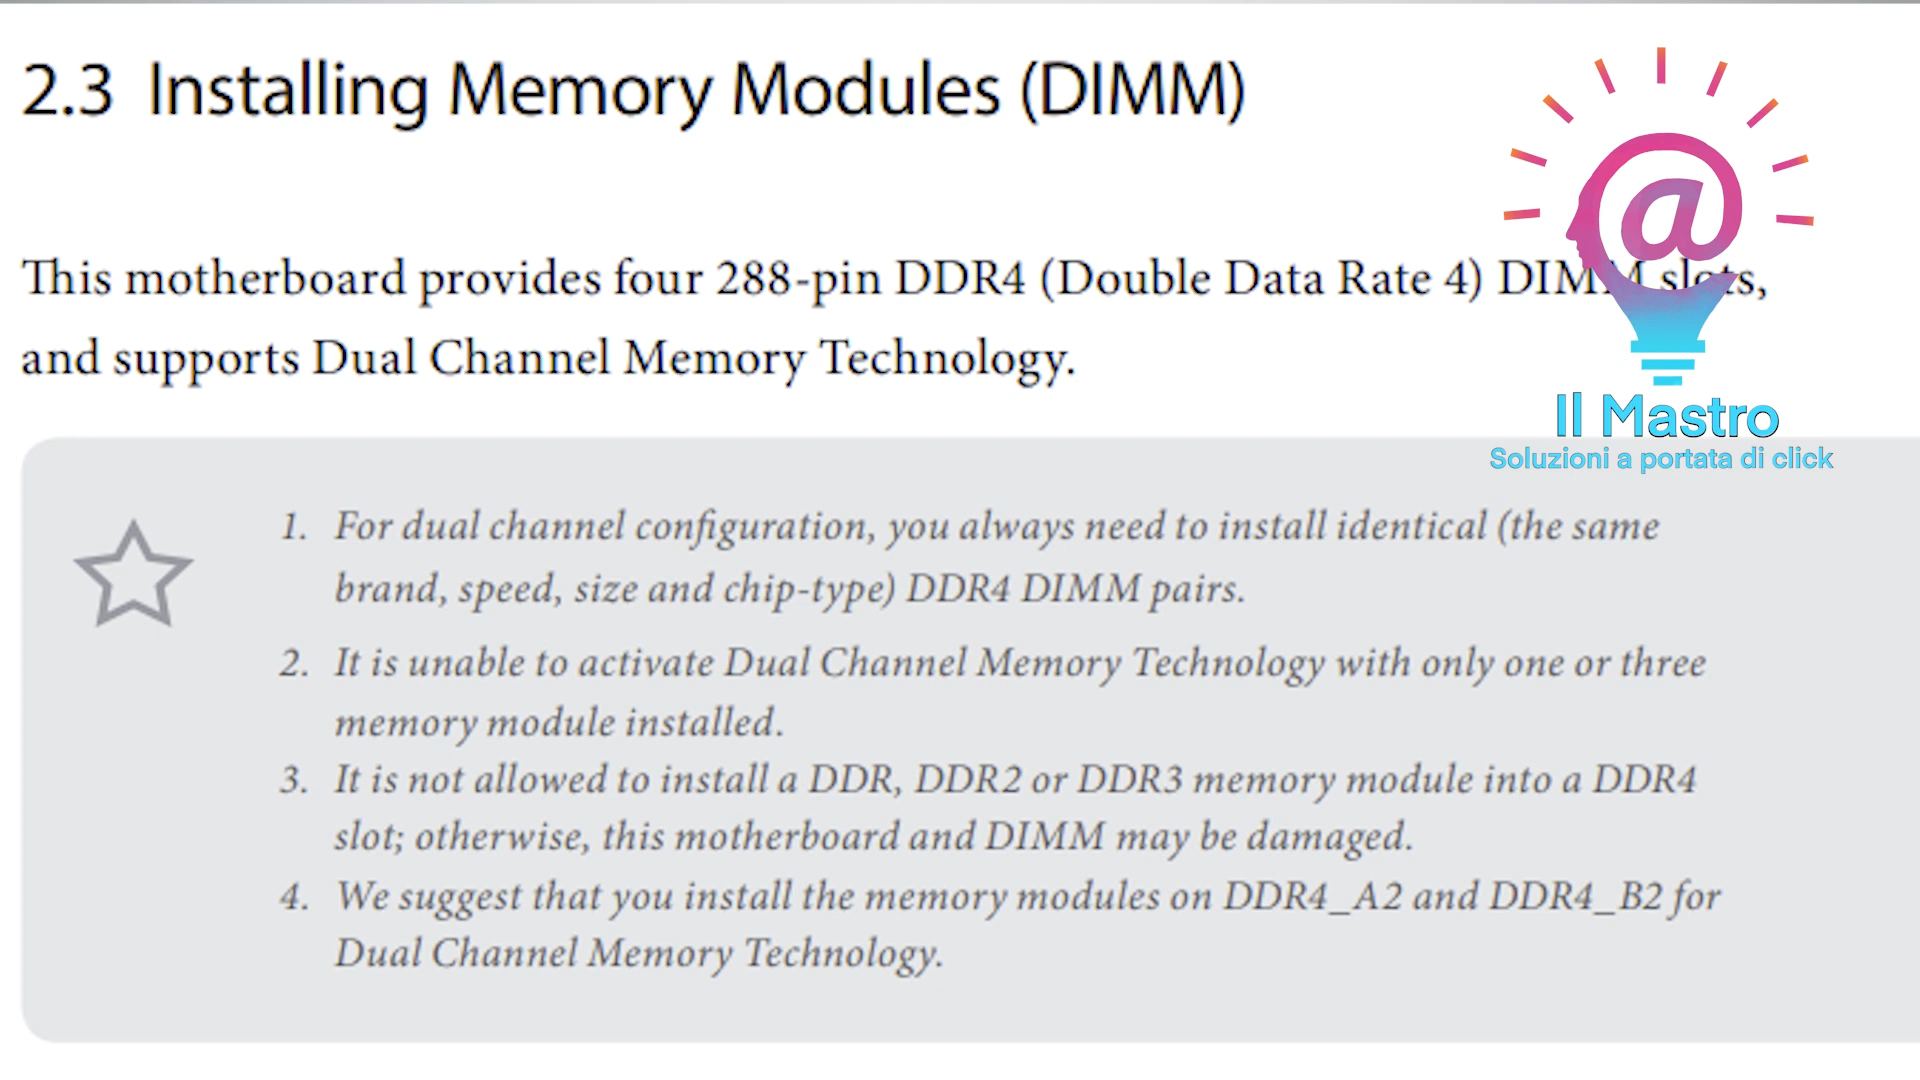 2.3 Installing Memory Modules (DIMM)
This motherboard provides four 288-pin DDR4 (Double Data Rate 4) DIMM slots,
and supports Dual Channel Memory Technology.
Il Mastro
Soluzioni a portata di click
1. For dual channel configuration, you always need to install identical (the same
brand, speed, size and chip-type) DDR4 DIMM pairs.
2. It is unable to activate Dual Channel Memory Technology with only one or three
memory module installed.
3. It is not allowed to install a DDR, DDR2 or DDR3 memory module into a DDR4
slot; otherwise, this motherboard and DIMM may be damaged.
4. We suggest that you install the memory modules on DDR4_A2 and DDR4_B2 for
Dual Channel Memory Technology.